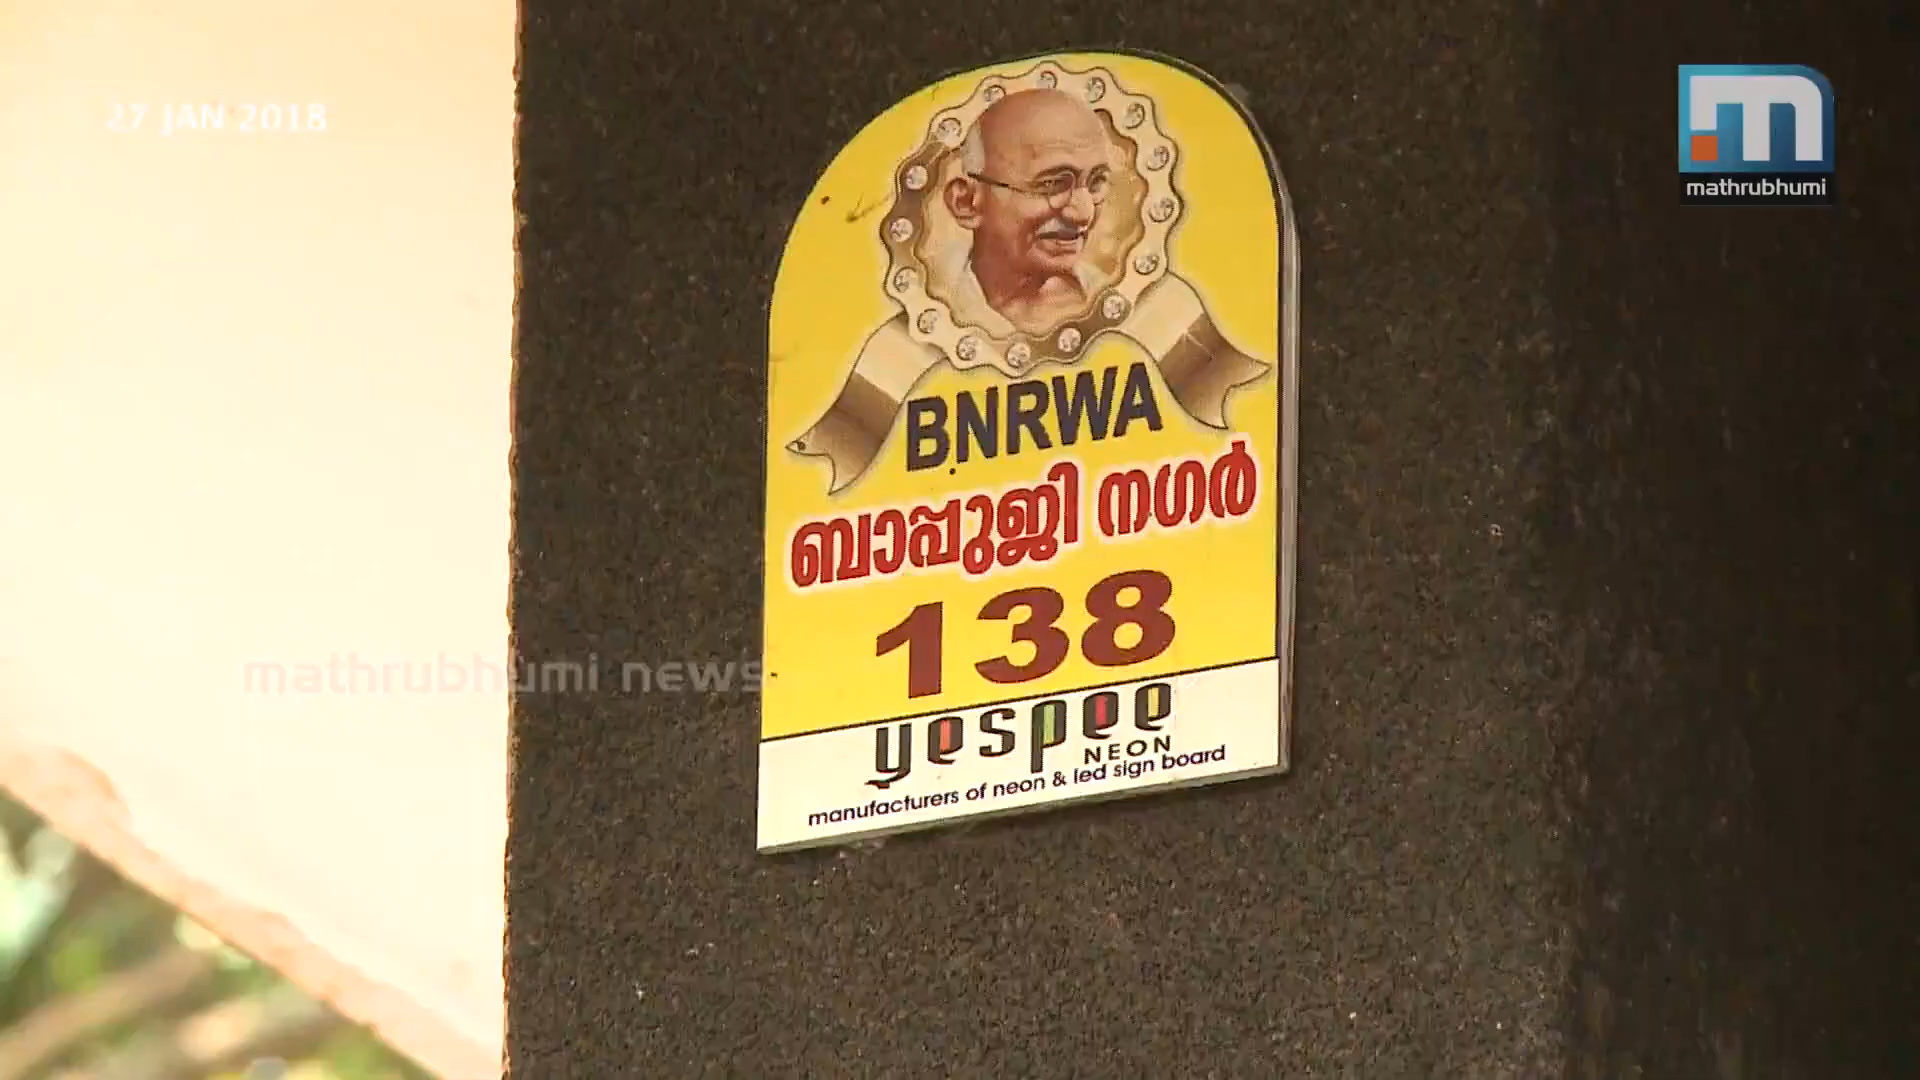 27 JAN 2018
mathrubhumi
BNRWA
ബാപ്പുജി നഗർ
138
mathrubhumi news
yespee
NEON
manufacturers of neon & led sign board